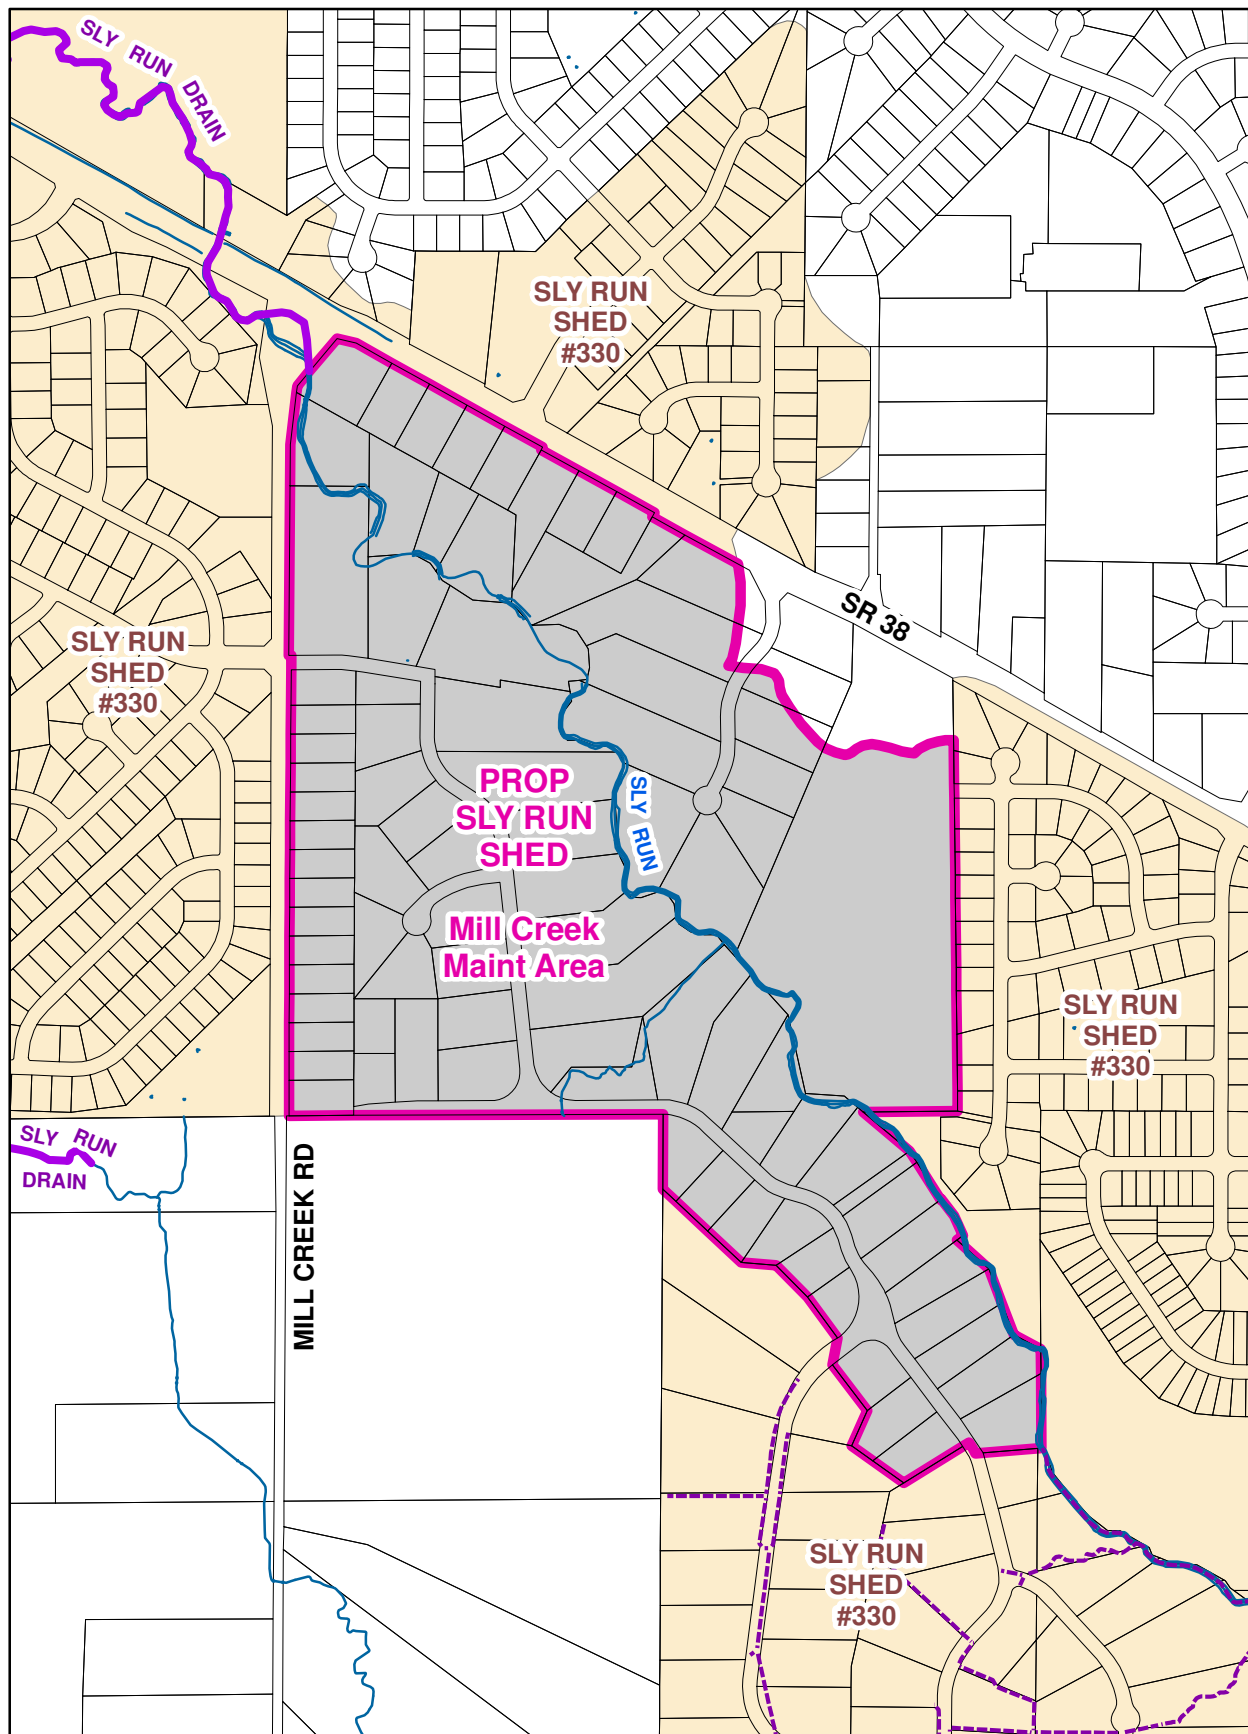 SLY RUN
DRAIN
SLY RUN
SHED
#330
SR 38
SLY RUN
SHED
#330
PROP
SLY RUN
SHED
SLY RUN
Mill Creek
Maint Area
SLY RUN
SHED
#330
SLY RUN
DRAIN
MILL CREEK RD
SLY RUN
SHED
#330